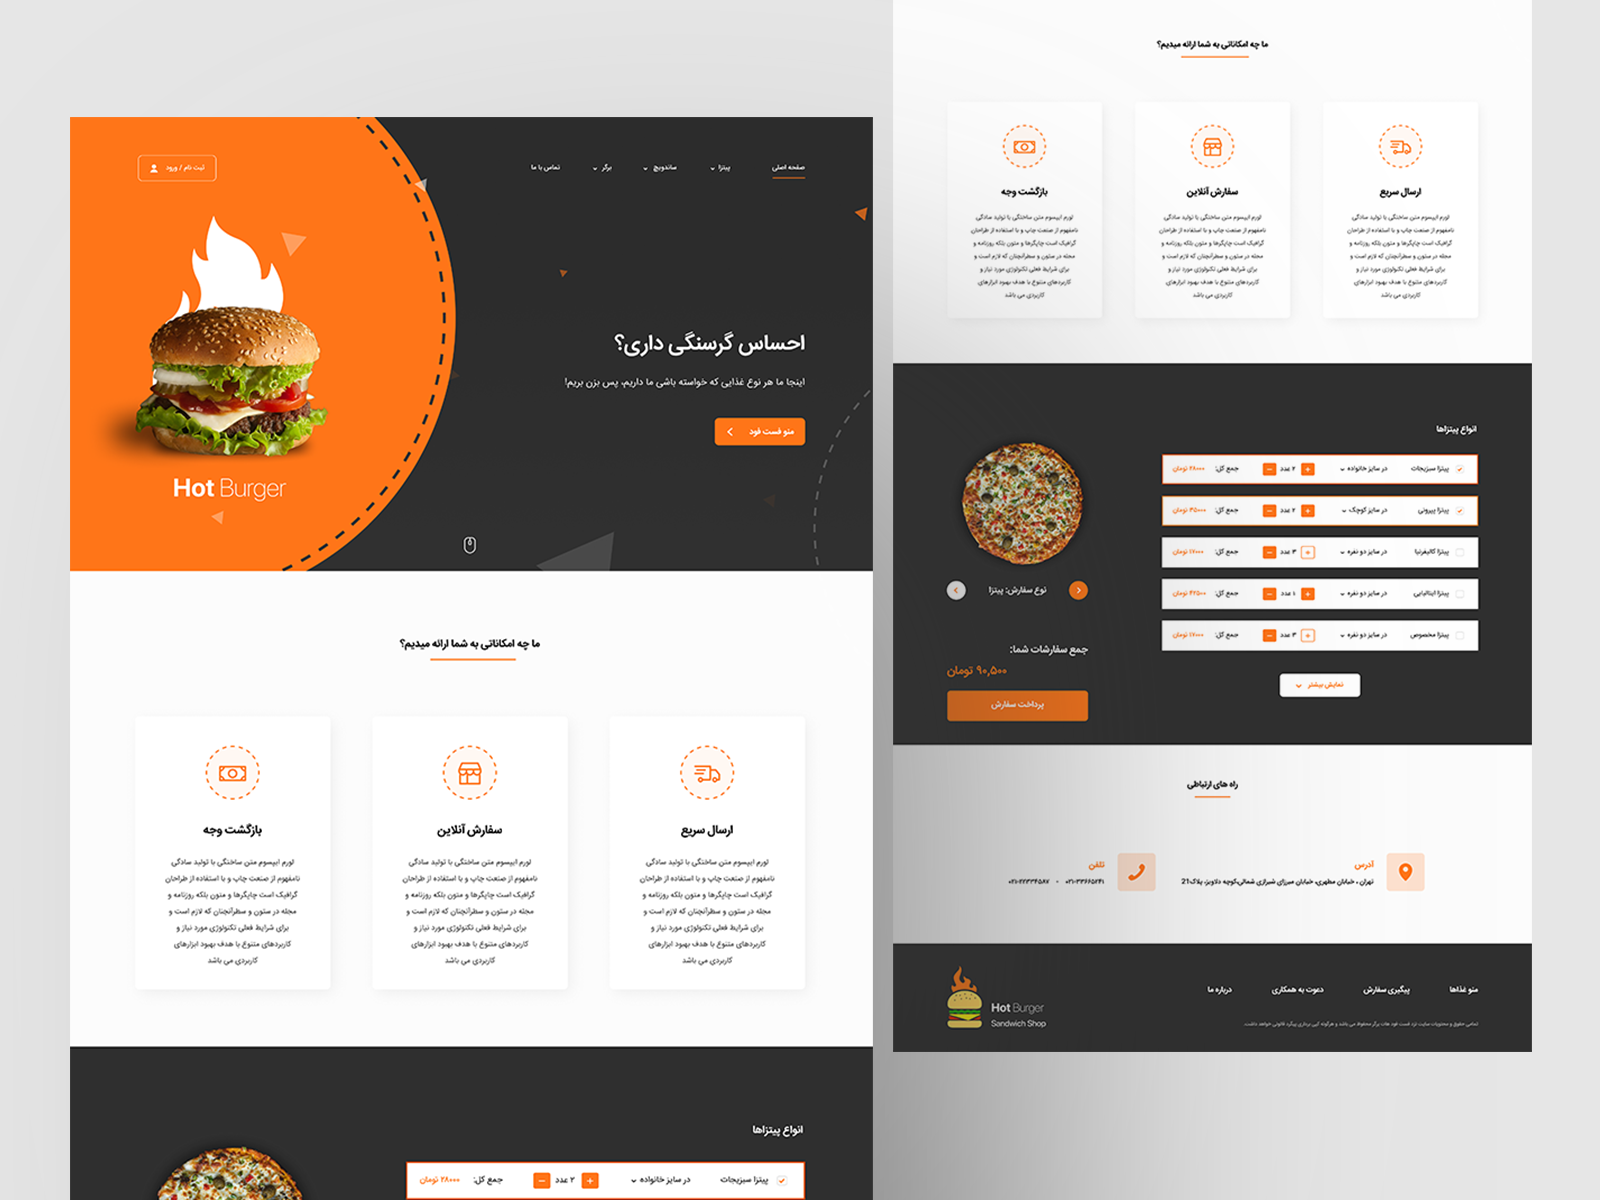 صفحه اصلی
پیتزا
ساندویچ
برگر
تماس با ما
ثبت نام / ورود
احساس گرسنگی داری؟
اینجا ما هر نوع غذایی که خواسته باشی ما داریم، پس بزن بریم!
منو فست فود
Hot Burger
ما چه امکاناتی به شما ارائه میدیم؟
ارسال سریع
لورم ایپسوم متن ساختگی با تولید سادگی
نامفهوم از صنعت چاپ و با استفاده از طراحان
گرافیک است چاپگرها و متون بلکه روزنامه و
مجله در ستون و سطرآنچنان که لازم است و
برای شرایط فعلی تکنولوژی مورد نیاز و
کاربردهای متنوع با هدف بهبود ابزارهای
کاربردی می باشد
سفارش آنلاین
لورم ایپسوم متن ساختگی با تولید سادگی
نامفهوم از صنعت چاپ و با استفاده از طراحان
گرافیک است چاپگرها و متون بلکه روزنامه و
مجله در ستون و سطرآنچنان که لازم است و
برای شرایط فعلی تکنولوژی مورد نیاز و
کاربردهای متنوع با هدف بهبود ابزارهای
کاربردی می باشد
بازگشت وجه
لورم ایپسوم متن ساختگی با تولید سادگی
نامفهوم از صنعت چاپ و با استفاده از طراحان
گرافیک است چاپگرها و متون بلکه روزنامه و
مجله در ستون و سطرآنچنان که لازم است و
برای شرایط فعلی تکنولوژی مورد نیاز و
کاربردهای متنوع با هدف بهبود ابزارهای
کاربردی می باشد
انواع پیتزاها
پیتزا سبزیجات در سایز خانواده + ۲ عدد − جمع کل: ۲۸۰۰۰ تومان
ما چه امکاناتی به شما ارائه میدیم؟
ارسال سریع
لورم ایپسوم متن ساختگی با تولید سادگی
نامفهوم از صنعت چاپ و با استفاده از طراحان
گرافیک است چاپگرها و متون بلکه روزنامه و
مجله در ستون و سطرآنچنان که لازم است و
برای شرایط فعلی تکنولوژی مورد نیاز و
کاربردهای متنوع با هدف بهبود ابزارهای
کاربردی می باشد
سفارش آنلاین
لورم ایپسوم متن ساختگی با تولید سادگی
نامفهوم از صنعت چاپ و با استفاده از طراحان
گرافیک است چاپگرها و متون بلکه روزنامه و
مجله در ستون و سطرآنچنان که لازم است و
برای شرایط فعلی تکنولوژی مورد نیاز و
کاربردهای متنوع با هدف بهبود ابزارهای
کاربردی می باشد
بازگشت وجه
لورم ایپسوم متن ساختگی با تولید سادگی
نامفهوم از صنعت چاپ و با استفاده از طراحان
گرافیک است چاپگرها و متون بلکه روزنامه و
مجله در ستون و سطرآنچنان که لازم است و
برای شرایط فعلی تکنولوژی مورد نیاز و
کاربردهای متنوع با هدف بهبود ابزارهای
کاربردی می باشد
انواع پیتزاها
پیتزا سبزیجات در سایز خانواده + ۲ عدد − جمع کل: ۲۸۰۰۰ تومان
پیتزا پپرونی در سایز کوچک + ۲ عدد − جمع کل: ۳۵۰۰۰ تومان
پیتزا کالیفرنیا در سایز دو نفره + ۳ عدد − جمع کل: ۱۷۰۰۰ تومان
پیتزا ایتالیایی در سایز دو نفره + ۱ عدد − جمع کل: ۴۲۵۰۰ تومان
پیتزا مخصوص در سایز دو نفره + ۳ عدد − جمع کل: ۱۷۰۰۰ تومان
نمایش بیشتر
نوع سفارش: پیتزا
جمع سفارشات شما:
۹۰,۵۰۰ تومان
پرداخت سفارش
راه های ارتباطی
آدرس
تهران ، خیابان مطهری، خیابان میرزای شیرازی شمالی،کوچه دلاویز، پلاک21
تلفن
منو غذاها
پیگیری سفارش
دعوت به همکاری
درباره ما
Hot Burger
Sandwich Shop